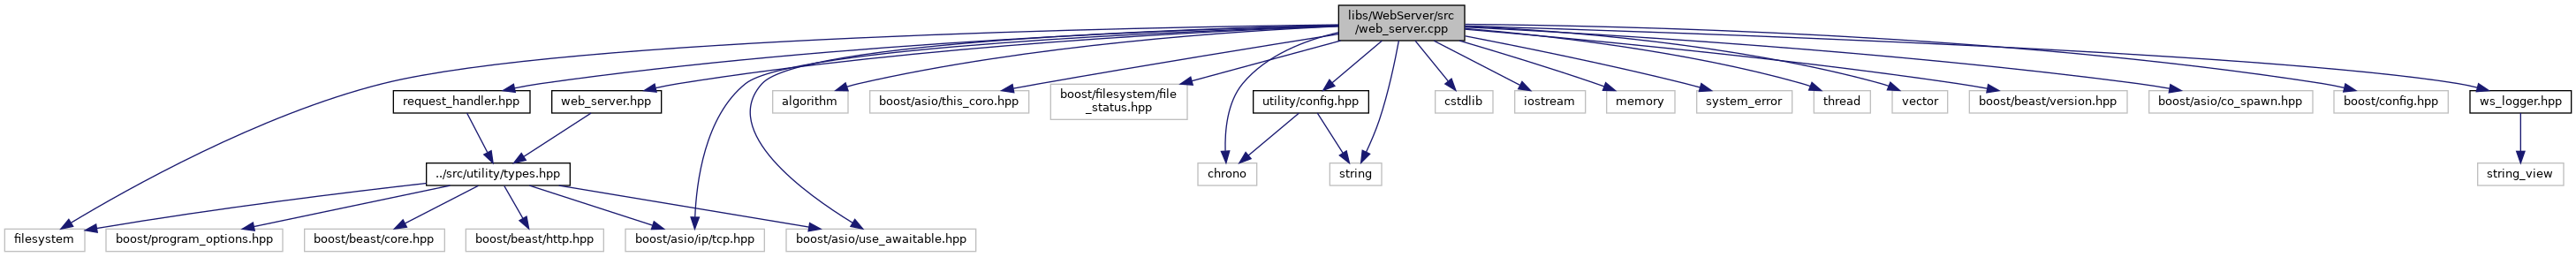 libs/WebServer/src
/web_server.cpp
request_handler.hpp
web_server.hpp
algorithm
boost/asio/this_coro.hpp
boost/filesystem/file
_status.hpp
utility/config.hpp
cstdlib
iostream
memory
system_error
thread
vector
boost/beast/version.hpp
boost/asio/co_spawn.hpp
boost/config.hpp
ws_logger.hpp
../src/utility/types.hpp
chrono
string
string_view
filesystem
boost/program_options.hpp
boost/beast/core.hpp
boost/beast/http.hpp
boost/asio/ip/tcp.hpp
boost/asio/use_awaitable.hpp